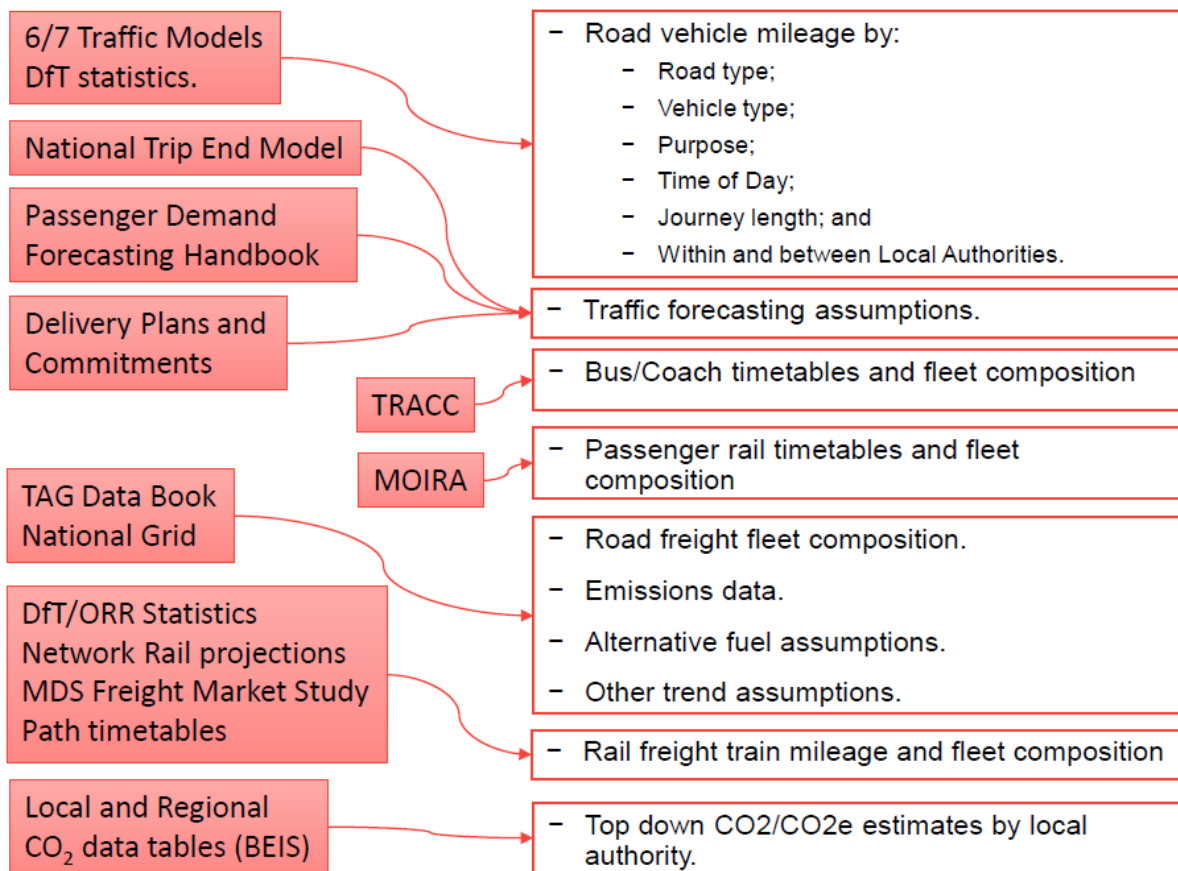 6/7 Traffic Models
DfT statistics.
National Trip End Model
Passenger Demand
Forecasting Handbook
Delivery Plans and
Commitments
TRACC
MOIRA
TAG Data Book
National Grid
DfT/ORR Statistics
Network Rail projections
MDS Freight Market Study
Path timetables
Local and Regional
CO₂ data tables (BEIS)
− Road vehicle mileage by:
− Road type;
− Vehicle type;
− Purpose;
− Time of Day;
− Journey length; and
− Within and between Local Authorities.
− Traffic forecasting assumptions.
− Bus/Coach timetables and fleet composition
− Passenger rail timetables and fleet
composition
− Road freight fleet composition.
− Emissions data.
− Alternative fuel assumptions.
− Other trend assumptions.
− Rail freight train mileage and fleet composition
− Top down CO2/CO2e estimates by local
authority.